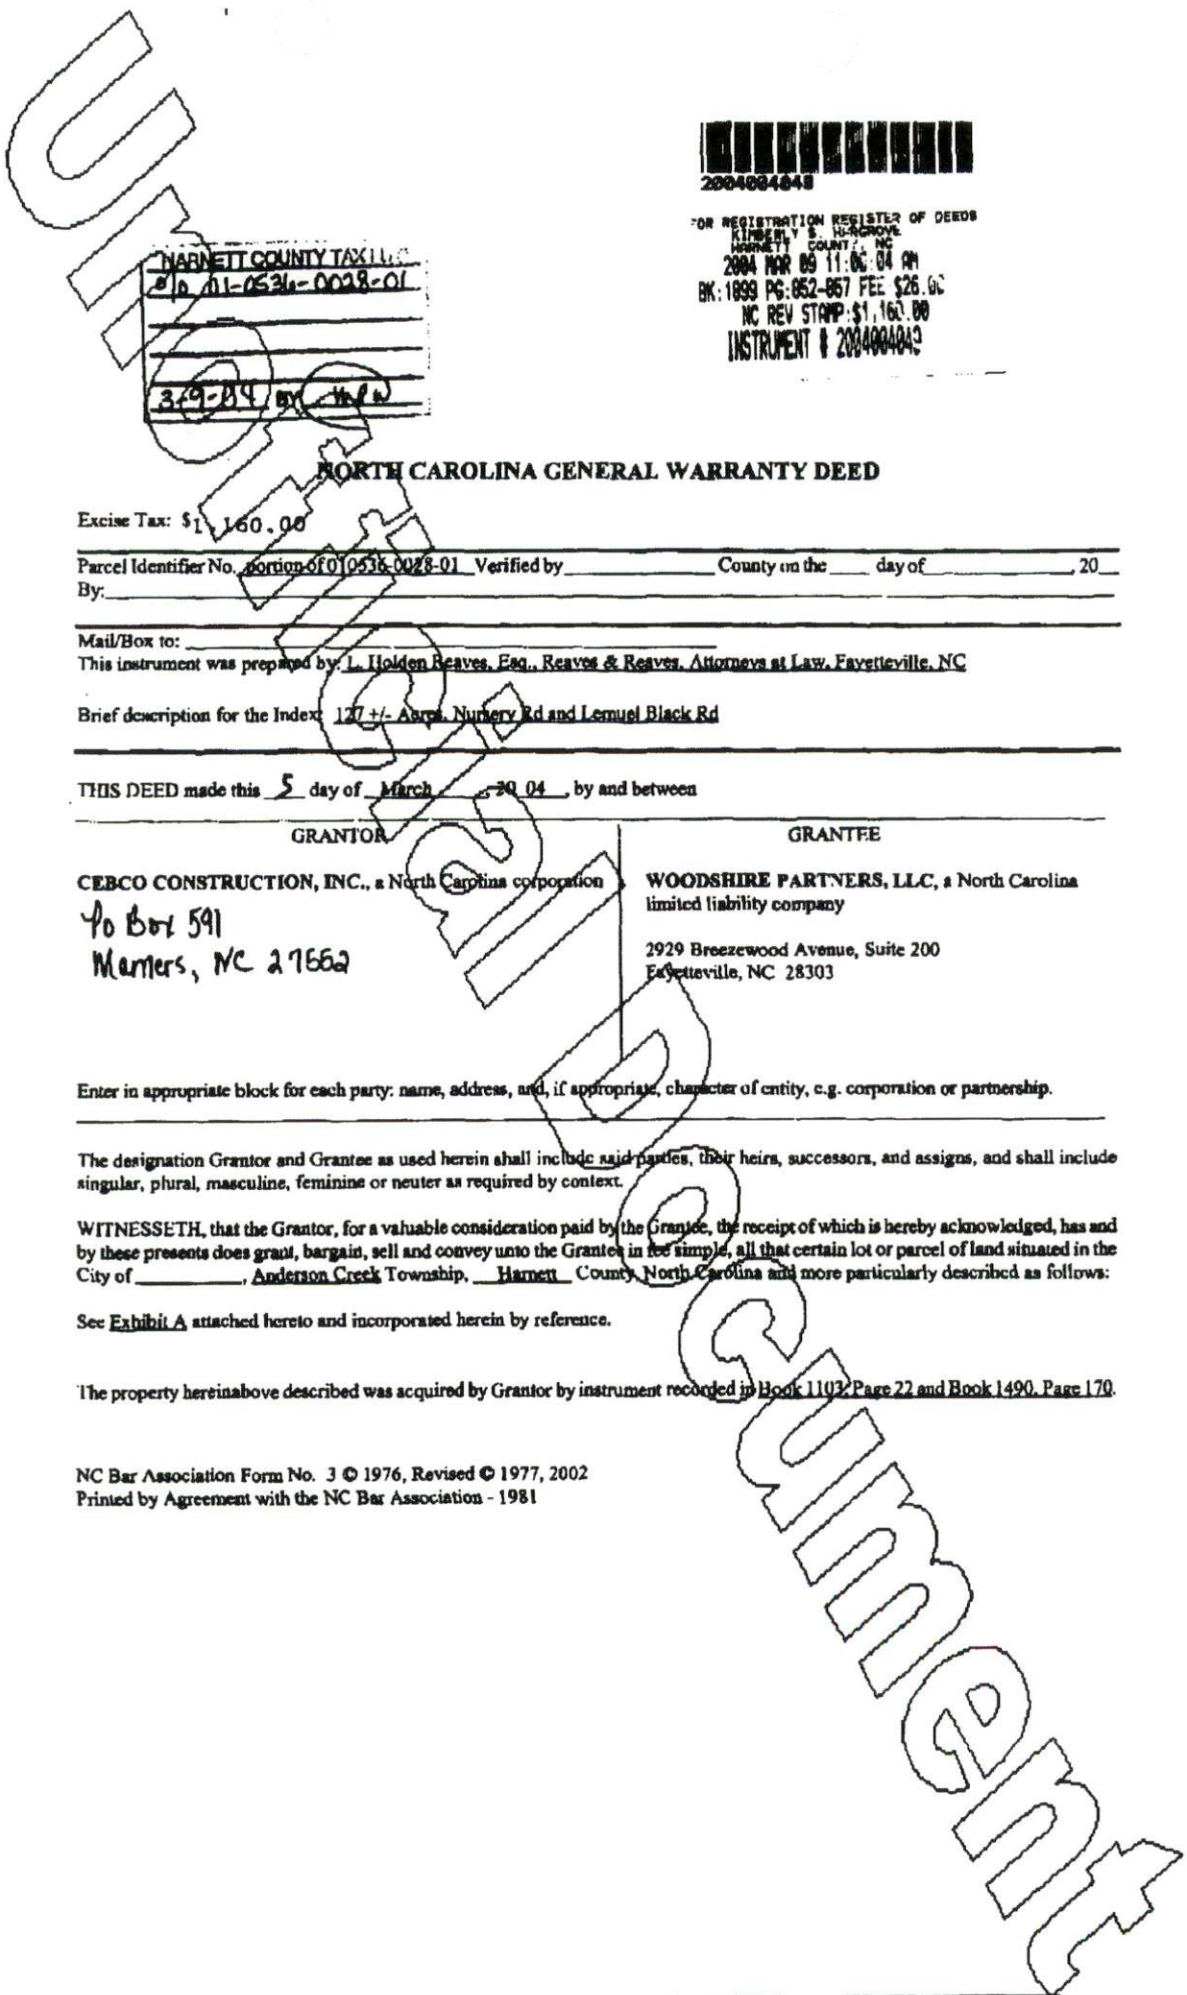 2004004048
FOR REGISTRATION REGISTER OF DEEDS
KIMBERLY S. HARGROVE
HARNETT COUNTY, NC
2004 MAR 09 11:06:04 AM
BK:1899 PG:852-857 FEE $26.00
NC REV STAMP:$1,160.00
INSTRUMENT # 2004004048
HARNETT COUNTY TAX I.D.
01-0536-0028-01
3-9-04 BY
NORTH CAROLINA GENERAL WARRANTY DEED
Excise Tax: $1,160.00
Parcel Identifier No. portion of 010536-0028-01 Verified by ____ County on the ____ day of ____, 20__
By:
Mail/Box to:
This instrument was prepared by: L. Holden Reaves, Esq., Reaves & Reaves, Attorneys at Law, Fayetteville, NC
Brief description for the Index: 127 +/- Acres, Nursery Rd and Lemuel Black Rd
THIS DEED made this 5 day of March, 20 04, by and between
GRANTOR GRANTEE
CEBCO CONSTRUCTION, INC., a North Carolina corporation
Po Box 591
Mamers, NC 27552
WOODSHIRE PARTNERS, LLC, a North Carolina
limited liability company
2929 Breezewood Avenue, Suite 200
Fayetteville, NC 28303
Enter in appropriate block for each party: name, address, and, if appropriate, character of entity, e.g. corporation or partnership.
The designation Grantor and Grantee as used herein shall include said parties, their heirs, successors, and assigns, and shall include
singular, plural, masculine, feminine or neuter as required by context.
WITNESSETH, that the Grantor, for a valuable consideration paid by the Grantee, the receipt of which is hereby acknowledged, has and
by these presents does grant, bargain, sell and convey unto the Grantee in fee simple, all that certain lot or parcel of land situated in the
City of ____, Anderson Creek Township, Harnett County, North Carolina and more particularly described as follows:
See Exhibit A attached hereto and incorporated herein by reference.
The property hereinabove described was acquired by Grantor by instrument recorded in Book 1103, Page 22 and Book 1490, Page 170.
NC Bar Association Form No. 3 © 1976, Revised © 1977, 2002
Printed by Agreement with the NC Bar Association - 1981
Unofficial Document